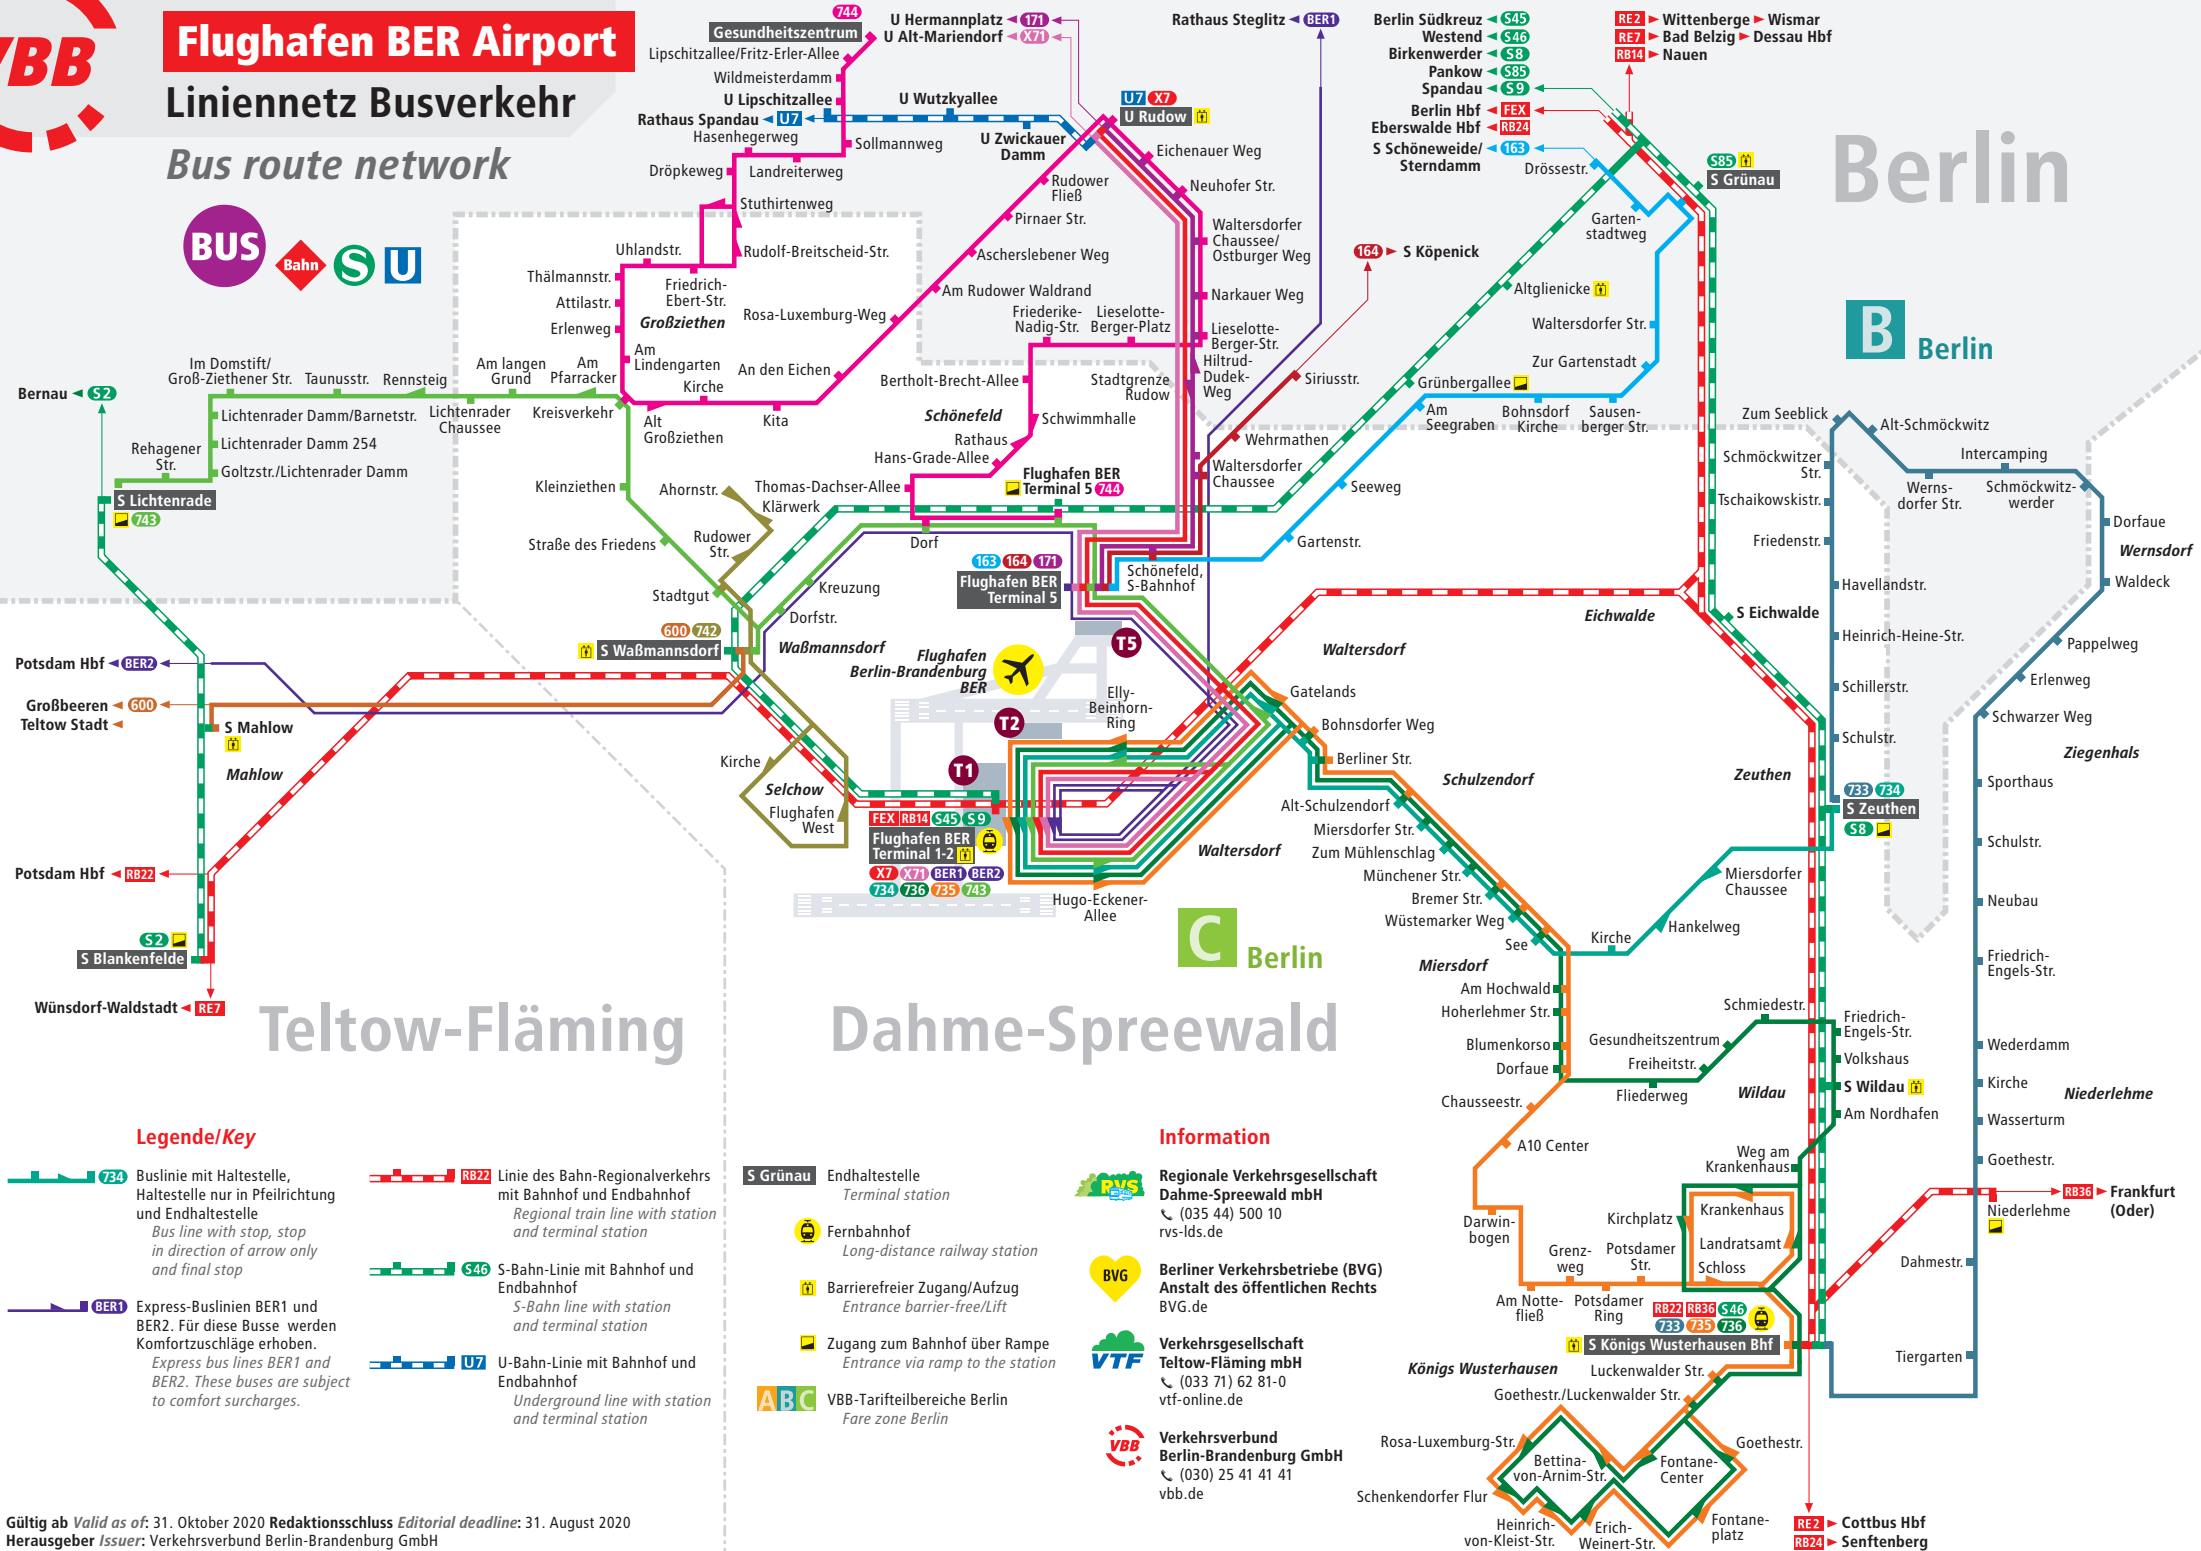 VBB
Flughafen BER Airport
Liniennetz Busverkehr
Bus route network
BUS
Bahn
S
U
744
Gesundheitszentrum
Lipschitzallee/Fritz-Erler-Allee
Wildmeisterdamm
U Lipschitzallee
Rathaus Spandau U7
Hasenhegerweg
Sollmannweg
Dröpkeweg
Landreiterweg
Stuthirtenweg
Rudolf-Breitscheid-Str.
Uhlandstr.
Thälmannstr.
Attilastr.
Erlenweg
Friedrich-
Ebert-Str.
Großziethen
Am
Lindengarten
Kirche
Alt
Großziethen
Kita
An den Eichen
Rosa-Luxemburg-Weg
Am Rudower Waldrand
Ascherslebener Weg
Pirnaer Str.
Rudower
Fließ
U Wutzkyallee
U Zwickauer
Damm
U Hermannplatz 171
U Alt-Mariendorf X71
U7 X7
U Rudow
Eichenauer Weg
Neuhofer Str.
Waltersdorfer
Chaussee/
Ostburger Weg
Narkauer Weg
Lieselotte-
Berger-Str.
Hiltrud-
Dudek-
Weg
Friederike-
Nadig-Str.
Lieselotte-
Berger-Platz
Stadtgrenze
Rudow
Bertholt-Brecht-Allee
Schönefeld
Schwimmhalle
Rathaus
Hans-Grade-Allee
Thomas-Dachser-Allee
Flughafen BER
Terminal 5 744
Dorf
Waltersdorfer
Chaussee
Rathaus Steglitz BER1
164 S Köpenick
Siriusstr.
Wehrmathen
Berlin Südkreuz S45
Westend S46
Birkenwerder S8
Pankow S85
Spandau S9
Berlin Hbf FEX
Eberswalde Hbf RB24
S Schöneweide/
Sterndamm
163
RE2 Wittenberge Wismar
RE7 Bad Belzig Dessau Hbf
RB14 Nauen
Berlin
Drössestr.
S85
S Grünau
Garten-
stadtweg
Altglienicke
Waltersdorfer Str.
Zur Gartenstadt
Grünbergallee
Am
Seegraben
Bohnsdorf
Kirche
Sausen-
berger Str.
Seeweg
Gartenstr.
Schönefeld,
S-Bahnhof
B Berlin
Bernau S2
Im Domstift/
Groß-Ziethener Str.
Taunusstr.
Rennsteig
Am langen
Grund
Am
Pfarracker
Lichtenrader Damm/Barnetstr.
Lichtenrader
Chaussee
Kreisverkehr
Lichtenrader Damm 254
Goltzstr./Lichtenrader Damm
Rehagener
Str.
S Lichtenrade
743
Kleinziethen
Straße des Friedens
Stadtgut
Ahornstr.
Klärwerk
Rudower
Str.
Kreuzung
Dorfstr.
600 742
S Waßmannsdorf
Waßmannsdorf
163 164 171
Flughafen BER
Terminal 5
Flughafen
Berlin-Brandenburg
BER
T5
T2
T1
Elly-
Beinhorn-
Ring
Gatelands
Bohnsdorfer Weg
Berliner Str.
Waltersdorf
Eichwalde
S Eichwalde
Potsdam Hbf BER2
Großbeeren 600
Teltow Stadt
S Mahlow
Mahlow
Kirche
Selchow
Flughafen
West
FEX RB14 S45 S9
Flughafen BER
Terminal 1-2
X7 X71 BER1 BER2
734 736 735 743
Hugo-Eckener-
Allee
Waltersdorf
Potsdam Hbf RB22
S2
S Blankenfelde
Wünsdorf-Waldstadt RE7
Teltow-Fläming
Dahme-Spreewald
C Berlin
Schulzendorf
Alt-Schulzendorf
Miersdorfer Str.
Zum Mühlenschlag
Münchener Str.
Bremer Str.
Wüstemarker Weg
See
Kirche
Hankelweg
Miersdorfer
Chaussee
Miersdorf
Am Hochwald
Hoherlehmer Str.
Blumenkorso
Dorfaue
Chausseestr.
A10 Center
Darwin-
bogen
Grenz-
weg
Potsdamer
Str.
Am Notte-
fließ
Potsdamer
Ring
Schloss
Kirchplatz
Krankenhaus
Landratsamt
Weg am
Krankenhaus
Fliederweg
Freiheitstr.
Gesundheitszentrum
Schmiedestr.
Friedrich-
Engels-Str.
Volkshaus
S Wildau
Am Nordhafen
Wildau
Zeuthen
733 734
S Zeuthen
S8
Zum Seeblick
Alt-Schmöckwitz
Schmöckwitzer
Str.
Tschaikowskistr.
Friedenstr.
Havellandstr.
Heinrich-Heine-Str.
Schillerstr.
Schulstr.
Intercamping
Werns-
dorfer Str.
Schmöckwitz-
werder
Dorfaue
Wernsdorf
Waldeck
Pappelweg
Erlenweg
Schwarzer Weg
Ziegenhals
Sporthaus
Schulstr.
Neubau
Friedrich-
Engels-Str.
Wederdamm
Kirche
Niederlehme
Wasserturm
Goethestr.
RB36 Frankfurt
(Oder)
Niederlehme
Dahmestr.
Tiergarten
RB22 RB36 S46
733 735 736
S Königs Wusterhausen Bhf
Königs Wusterhausen
Luckenwalder Str.
Goethestr./Luckenwalder Str.
Rosa-Luxemburg-Str.
Bettina-
von-Arnim-Str.
Fontane-
Center
Goethestr.
Schenkendorfer Flur
Heinrich-
von-Kleist-Str.
Erich-
Weinert-Str.
Fontane-
platz
RE2 Cottbus Hbf
RB24 Senftenberg
Legende/Key
734 Buslinie mit Haltestelle,
Haltestelle nur in Pfeilrichtung
und Endhaltestelle
Bus line with stop, stop
in direction of arrow only
and final stop
BER1 Express-Buslinien BER1 und
BER2. Für diese Busse werden
Komfortzuschläge erhoben.
Express bus lines BER1 and
BER2. These buses are subject
to comfort surcharges.
RB22 Linie des Bahn-Regionalverkehrs
mit Bahnhof und Endbahnhof
Regional train line with station
and terminal station
S46 S-Bahn-Linie mit Bahnhof und
Endbahnhof
S-Bahn line with station
and terminal station
U7 U-Bahn-Linie mit Bahnhof und
Endbahnhof
Underground line with station
and terminal station
S Grünau Endhaltestelle
Terminal station
Fernbahnhof
Long-distance railway station
Barrierefreier Zugang/Aufzug
Entrance barrier-free/Lift
Zugang zum Bahnhof über Rampe
Entrance via ramp to the station
ABC VBB-Tarifteilbereiche Berlin
Fare zone Berlin
Information
RVS
Regionale Verkehrsgesellschaft
Dahme-Spreewald mbH
(035 44) 500 10
rvs-lds.de
BVG
Berliner Verkehrsbetriebe (BVG)
Anstalt des öffentlichen Rechts
BVG.de
VTF
Verkehrsgesellschaft
Teltow-Fläming mbH
(033 71) 62 81-0
vtf-online.de
VBB
Verkehrsverbund
Berlin-Brandenburg GmbH
(030) 25 41 41 41
vbb.de
Gültig ab Valid as of: 31. Oktober 2020 Redaktionsschluss Editorial deadline: 31. August 2020
Herausgeber Issuer: Verkehrsverbund Berlin-Brandenburg GmbH